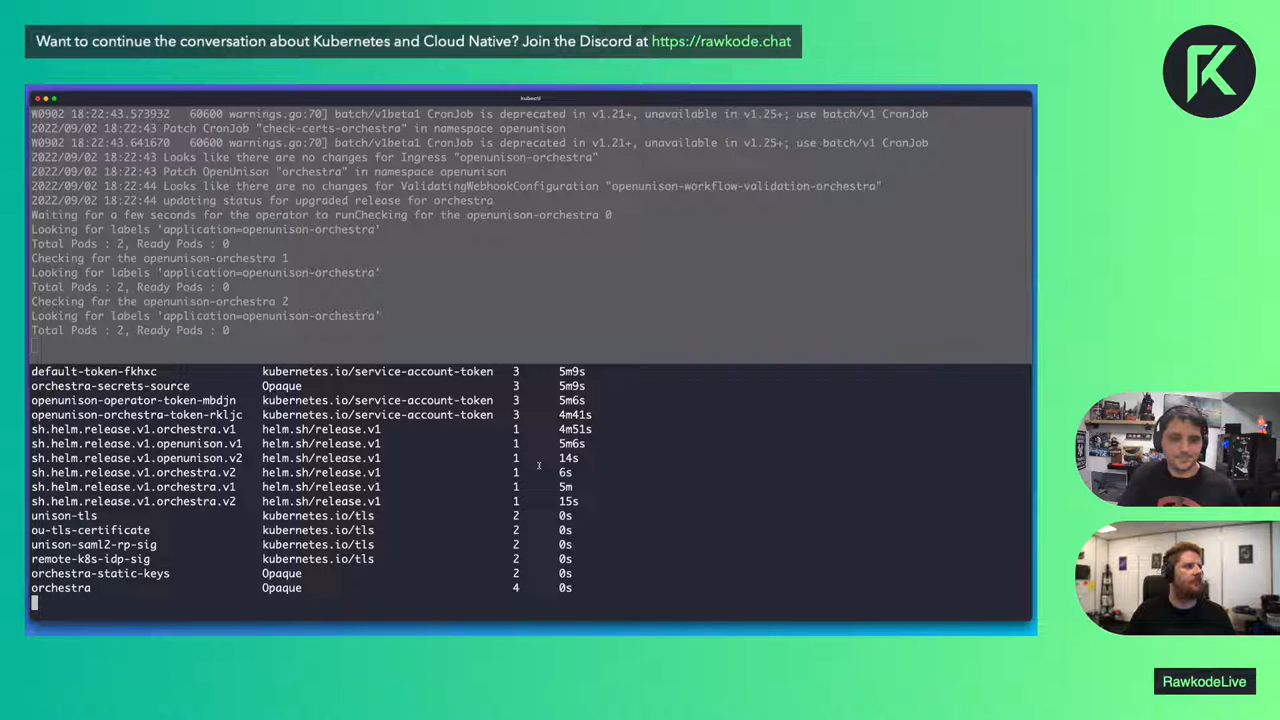 Want to continue the conversation about Kubernetes and Cloud Native? Join the Discord at https://rawkode.chat
kubectl
W0902 18:22:43.573932   60600 warnings.go:70] batch/v1beta1 CronJob is deprecated in v1.21+, unavailable in v1.25+; use batch/v1 CronJob
2022/09/02 18:22:43 Patch CronJob "check-certs-orchestra" in namespace openunison
W0902 18:22:43.641670   60600 warnings.go:70] batch/v1beta1 CronJob is deprecated in v1.21+, unavailable in v1.25+; use batch/v1 CronJob
2022/09/02 18:22:43 Looks like there are no changes for Ingress "openunison-orchestra"
2022/09/02 18:22:43 Patch OpenUnison "orchestra" in namespace openunison
2022/09/02 18:22:44 Looks like there are no changes for ValidatingWebhookConfiguration "openunison-workflow-validation-orchestra"
2022/09/02 18:22:44 updating status for upgraded release for orchestra
Waiting for a few seconds for the operator to runChecking for the openunison-orchestra 0
Looking for labels 'application=openunison-orchestra'
Total Pods : 2, Ready Pods : 0
Checking for the openunison-orchestra 1
Looking for labels 'application=openunison-orchestra'
Total Pods : 2, Ready Pods : 0
Checking for the openunison-orchestra 2
Looking for labels 'application=openunison-orchestra'
Total Pods : 2, Ready Pods : 0
default-token-fkhxc kubernetes.io/service-account-token 3 5m9s
orchestra-secrets-source Opaque 3 5m9s
openunison-operator-token-mbdjn kubernetes.io/service-account-token 3 5m6s
openunison-orchestra-token-rkljc kubernetes.io/service-account-token 3 4m41s
sh.helm.release.v1.orchestra.v1 helm.sh/release.v1 1 4m51s
sh.helm.release.v1.openunison.v1 helm.sh/release.v1 1 5m6s
sh.helm.release.v1.openunison.v2 helm.sh/release.v1 1 14s
sh.helm.release.v1.orchestra.v2 helm.sh/release.v1 1 6s
sh.helm.release.v1.orchestra.v1 helm.sh/release.v1 1 5m
sh.helm.release.v1.orchestra.v2 helm.sh/release.v1 1 15s
unison-tls kubernetes.io/tls 2 0s
ou-tls-certificate kubernetes.io/tls 2 0s
unison-saml2-rp-sig kubernetes.io/tls 2 0s
remote-k8s-idp-sig kubernetes.io/tls 2 0s
orchestra-static-keys Opaque 2 0s
orchestra Opaque 4 0s
RawkodeLive